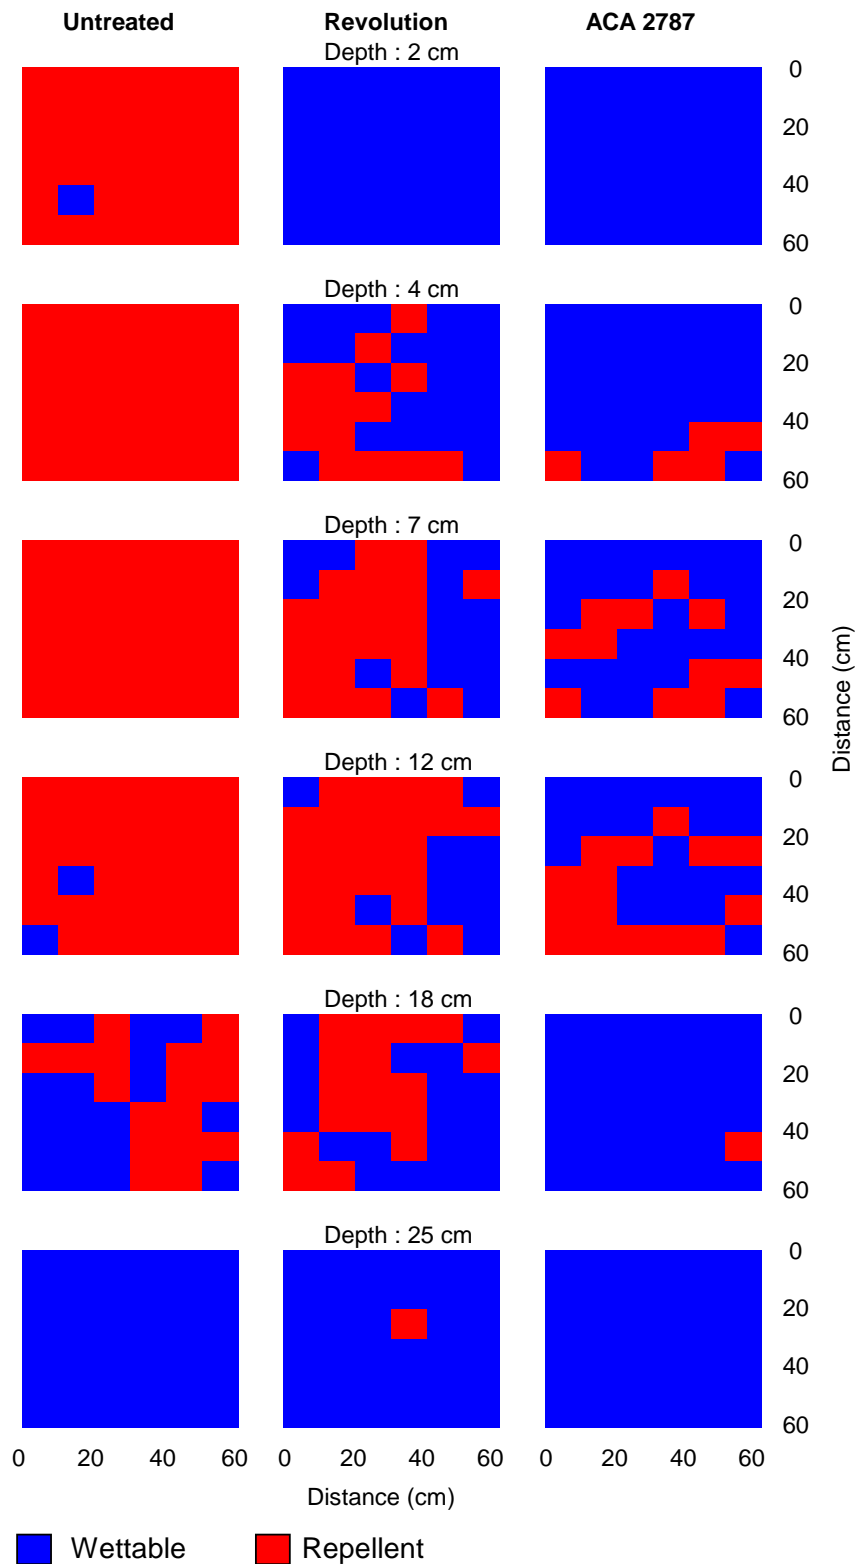 Untreated Revolution ACA 2787
Depth : 2 cm
0
20
40
60
Depth : 4 cm
0
20
40
60
Depth : 7 cm
0
20
40
60
Distance (cm)
Depth : 12 cm
0
20
40
60
Depth : 18 cm
0
20
40
60
Depth : 25 cm
0
20
40
60
0 20 40 60 0 20 40 60 0 20 40 60
Distance (cm)
Wettable Repellent